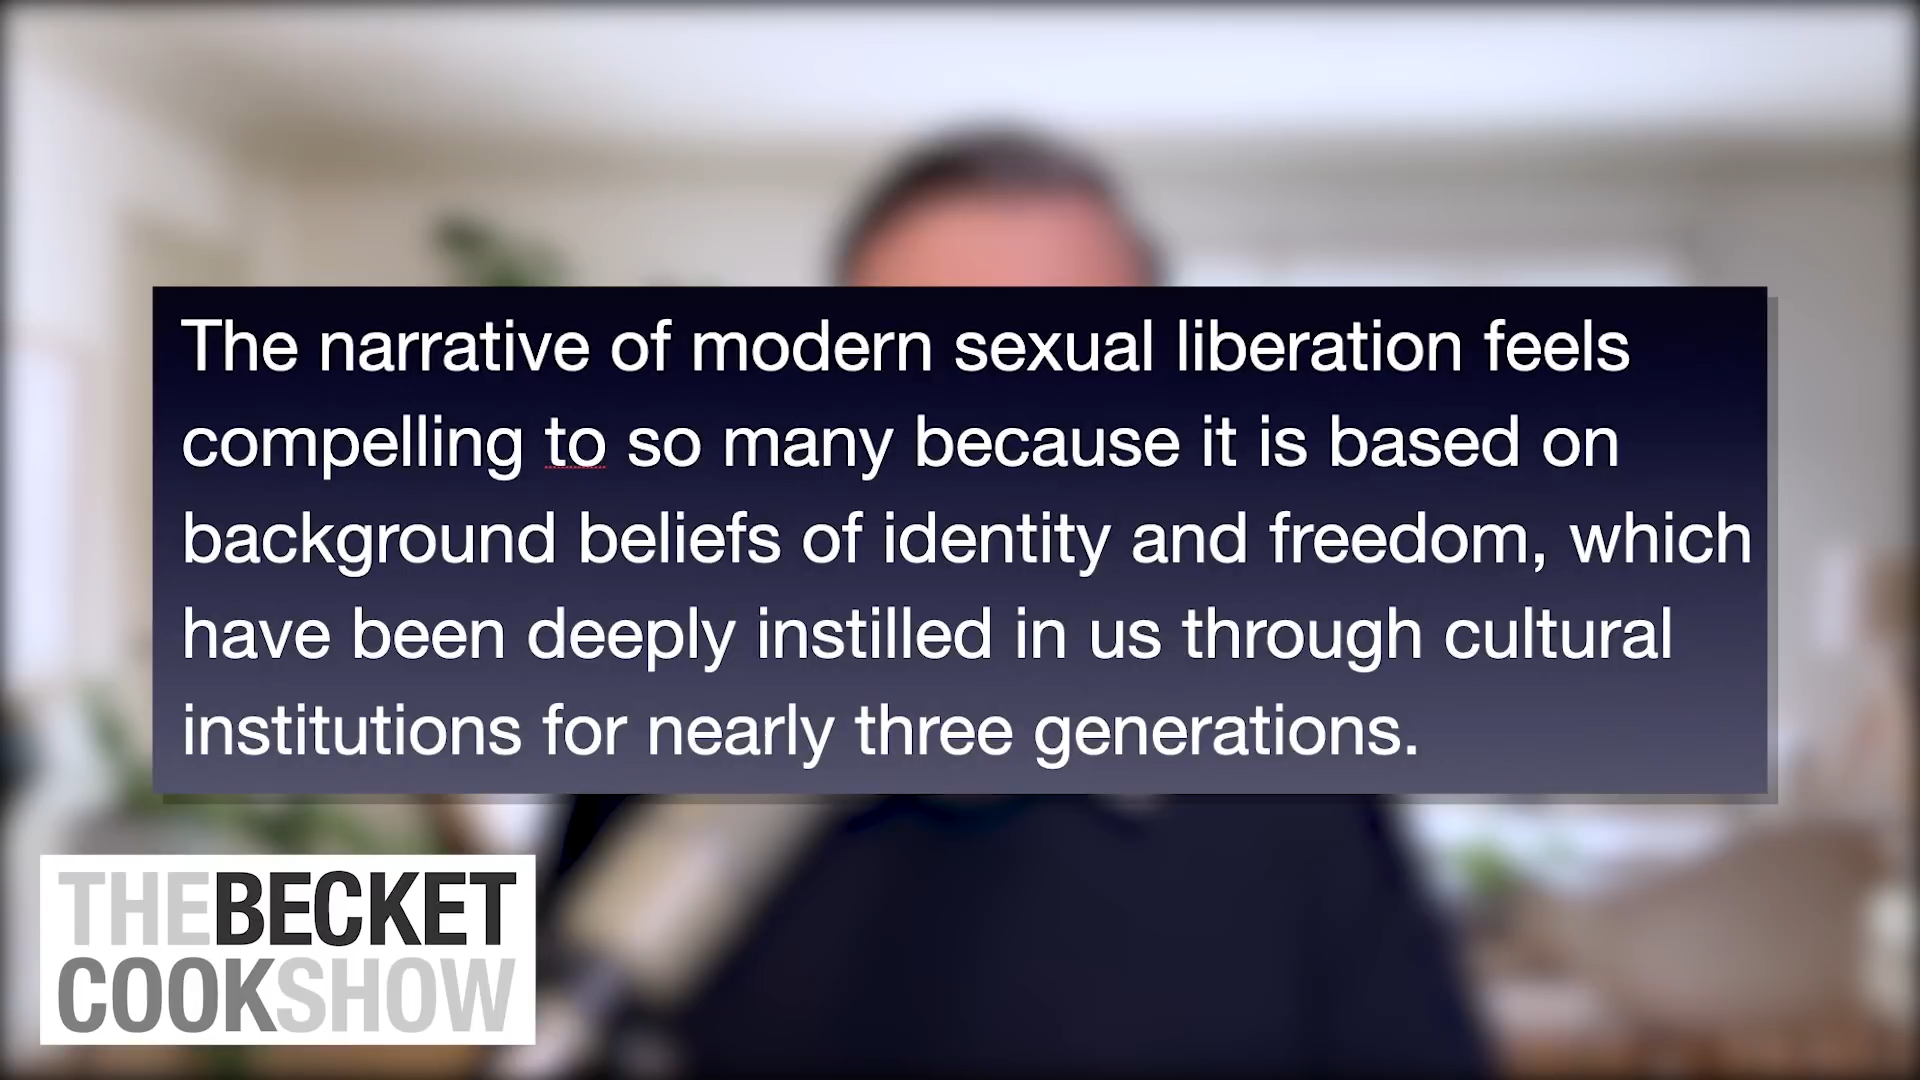 The narrative of modern sexual liberation feels
compelling to so many because it is based on
background beliefs of identity and freedom, which
have been deeply instilled in us through cultural
institutions for nearly three generations.
THEBECKET
COOKSHOW